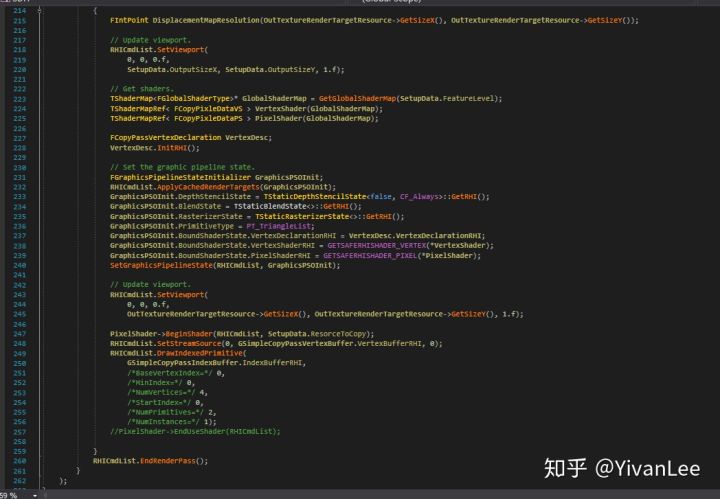 (Global Scope)
214 {
215 FIntPoint DisplacementMapResolution(OutTextureRenderTargetResource->GetSizeX(), OutTextureRenderTargetResource->GetSizeY());
216
217 // Update viewport.
218 RHICmdList.SetViewport(
219 0, 0, 0.f,
220 SetupData.OutputSizeX, SetupData.OutputSizeY, 1.f);
221
222 // Get shaders.
223 TShaderMap<FGlobalShaderType>* GlobalShaderMap = GetGlobalShaderMap(SetupData.FeatureLevel);
224 TShaderMapRef< FCopyPixleDataVS > VertexShader(GlobalShaderMap);
225 TShaderMapRef< FCopyPixleDataPS > PixelShader(GlobalShaderMap);
226
227 FCopyPassVertexDeclaration VertexDesc;
228 VertexDesc.InitRHI();
229
230 // Set the graphic pipeline state.
231 FGraphicsPipelineStateInitializer GraphicsPSOInit;
232 RHICmdList.ApplyCachedRenderTargets(GraphicsPSOInit);
233 GraphicsPSOInit.DepthStencilState = TStaticDepthStencilState<false, CF_Always>::GetRHI();
234 GraphicsPSOInit.BlendState = TStaticBlendState<>::GetRHI();
235 GraphicsPSOInit.RasterizerState = TStaticRasterizerState<>::GetRHI();
236 GraphicsPSOInit.PrimitiveType = PT_TriangleList;
237 GraphicsPSOInit.BoundShaderState.VertexDeclarationRHI = VertexDesc.VertexDeclarationRHI;
238 GraphicsPSOInit.BoundShaderState.VertexShaderRHI = GETSAFERHISHADER_VERTEX(*VertexShader);
239 GraphicsPSOInit.BoundShaderState.PixelShaderRHI = GETSAFERHISHADER_PIXEL(*PixelShader);
240 SetGraphicsPipelineState(RHICmdList, GraphicsPSOInit);
241
242 // Update viewport.
243 RHICmdList.SetViewport(
244 0, 0, 0.f,
245 OutTextureRenderTargetResource->GetSizeX(), OutTextureRenderTargetResource->GetSizeY(), 1.f);
246
247 PixelShader->BeginShader(RHICmdList, SetupData.ResorceToCopy);
248 RHICmdList.SetStreamSource(0, GSimpleCopyPassVertexBuffer.VertexBufferRHI, 0);
249 RHICmdList.DrawIndexedPrimitive(
250 GSimpleCopyPassIndexBuffer.IndexBufferRHI,
251 /*BaseVertexIndex=*/ 0,
252 /*MinIndex=*/ 0,
253 /*NumVertices=*/ 4,
254 /*StartIndex=*/ 0,
255 /*NumPrimitives=*/ 2,
256 /*NumInstances=*/ 1);
257 //PixelShader->EndUseShader(RHICmdList);
258
259 }
260 RHICmdList.EndRenderPass();
261 }
262 );
59 %
知乎 @YivanLee